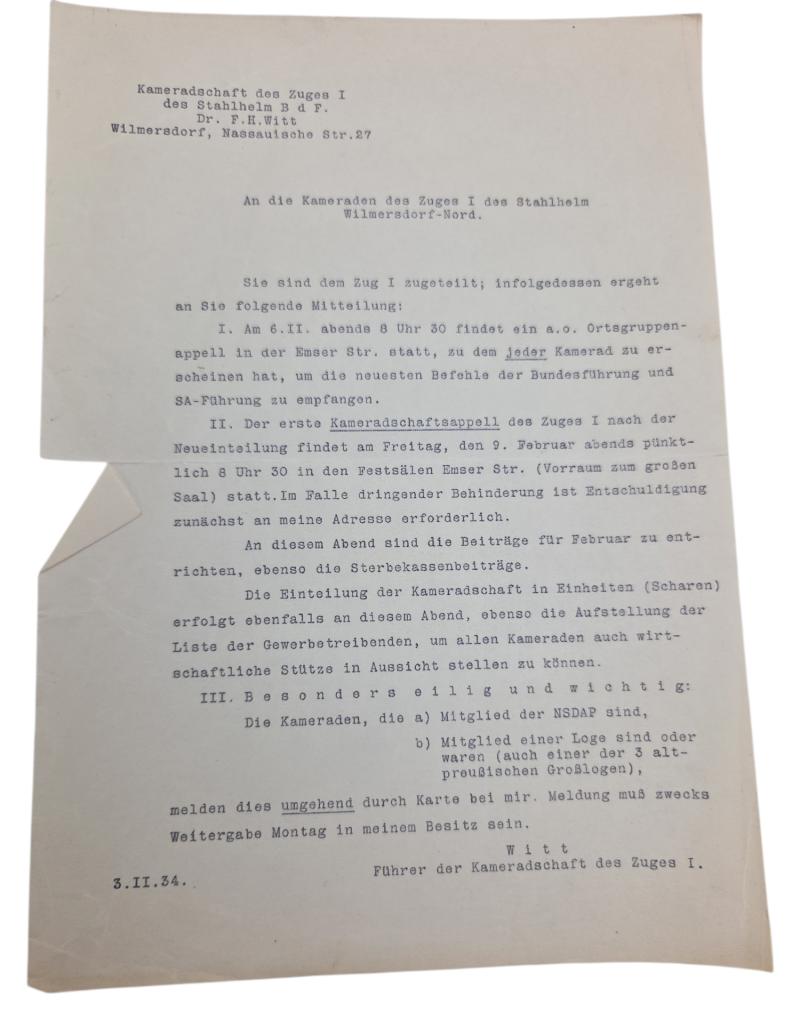 Kameradschaft des Zuges I
des Stahlhelm B d F.
Dr. F.H.Witt
Wilmersdorf, Nassauische Str.27
An die Kameraden des Zuges I des Stahlhelm
Wilmersdorf-Nord.
Sie sind dem Zug I zugeteilt; infolgedessen ergeht
an Sie folgende Mitteilung:
I. Am 6.II. abends 8 Uhr 30 findet ein a.o. Ortsgruppen-
appell in der Emser Str. statt, zu dem jeder Kamerad zu er-
scheinen hat, um die neuesten Befehle der Bundesführung und
SA-Führung zu empfangen.
II. Der erste Kameradschaftsappell des Zuges I nach der
Neueinteilung findet am Freitag, den 9. Februar abends pünkt-
lich 8 Uhr 30 in den Festsälen Emser Str. (Vorraum zum großen
Saal) statt.Im Falle dringender Behinderung ist Entschuldigung
zunächst an meine Adresse erforderlich.
An diesem Abend sind die Beiträge für Februar zu ent-
richten, ebenso die Sterbekassenbeiträge.
Die Einteilung der Kameradschaft in Einheiten (Scharen)
erfolgt ebenfalls an diesem Abend, ebenso die Aufstellung der
Liste der Gewerbetreibenden, um allen Kameraden auch wirt-
schaftliche Stütze in Aussicht stellen zu können.
III. B e s o n d e r s  e i l i g  u n d  w i c h t i g:
Die Kameraden, die a) Mitglied der NSDAP sind,
b) Mitglied einer Loge sind oder
waren (auch einer der 3 alt-
preußischen Großlogen),
melden dies umgehend durch Karte bei mir. Meldung muß zwecks
Weitergabe Montag in meinem Besitz sein.
W i t t
Führer der Kameradschaft des Zuges I.
3.II.34.